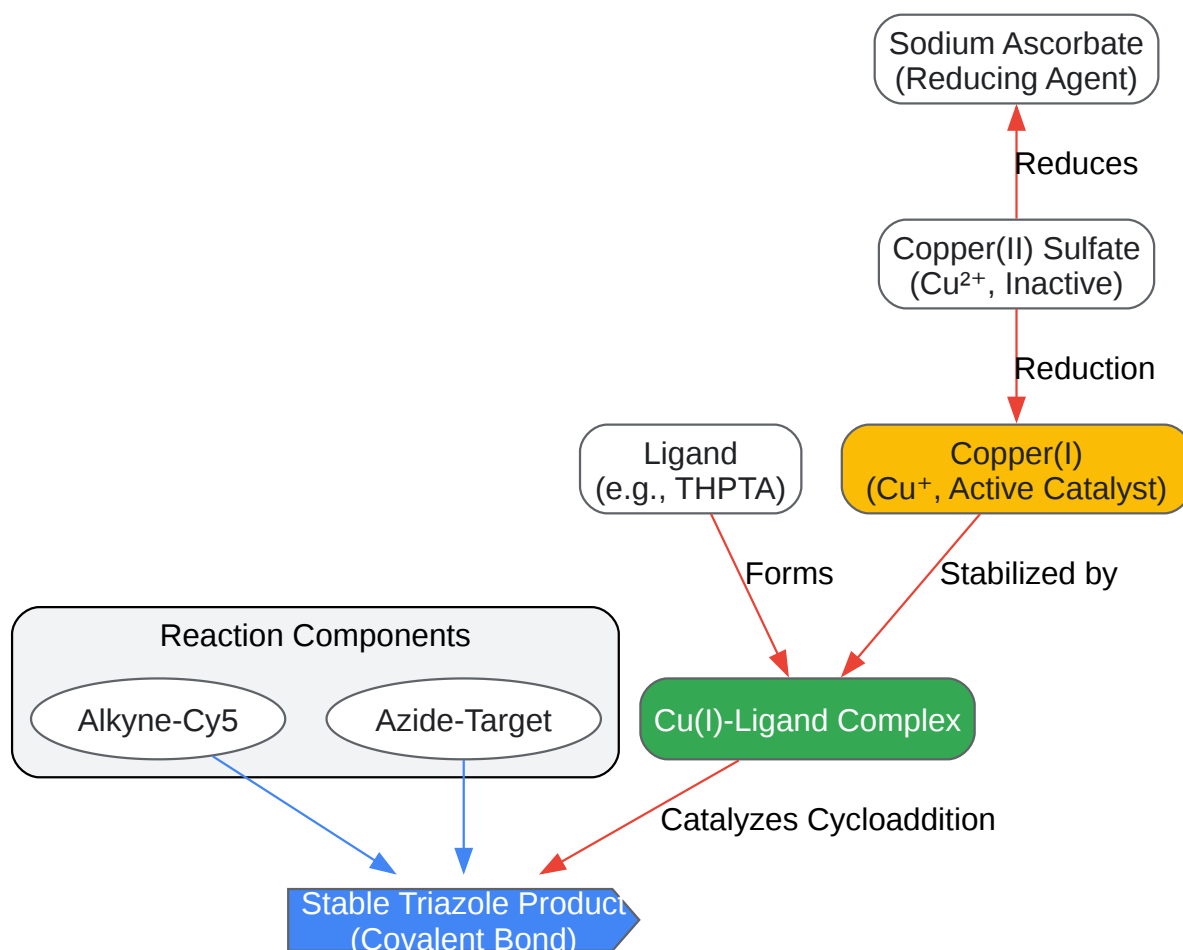 Sodium Ascorbate
(Reducing Agent)
Reduces
Copper(II) Sulfate
(Cu²⁺, Inactive)
Reduction
Ligand
(e.g., THPTA)
Copper(I)
(Cu⁺, Active Catalyst)
Forms
Stabilized by
Reaction Components
Alkyne-Cy5
Azide-Target
Cu(I)-Ligand Complex
Catalyzes Cycloaddition
Stable Triazole Product
(Covalent Bond)